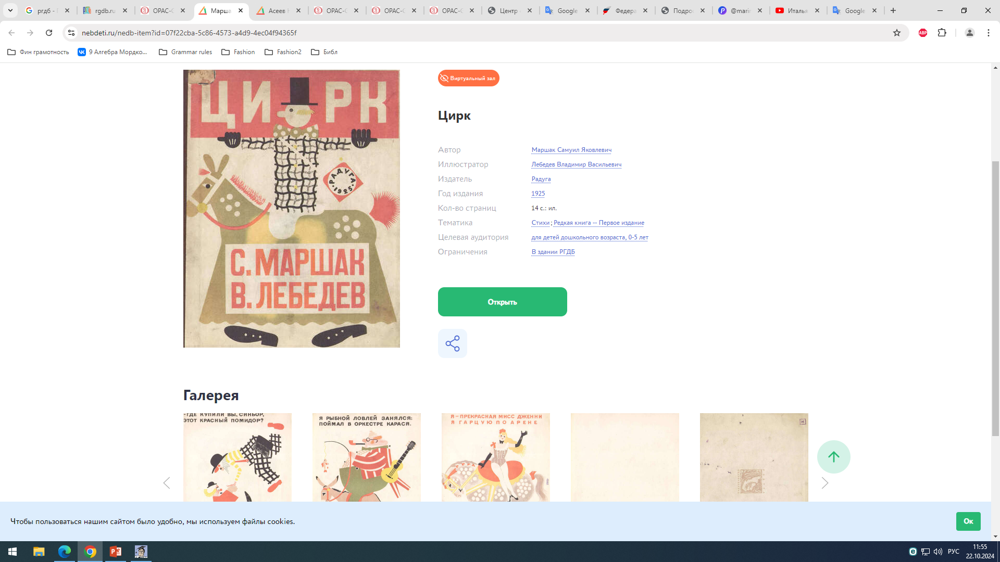 ргдб - 
rgdb.ru
OPAC-G
Марша
Асеев Н
OPAC-G
OPAC-G
OPAC-G
Центр
Google
Федера
Подрос
@marin
Италья
Google
nebdeti.ru/nedb-item?id=07f22cba-5c86-4573-a4d9-4ec04f94365f
ABP
Фин грамотность
9 Алгебра Мордко...
Grammar rules
Fashion
Fashion2
Библ
ЦИРК
РАДУГА
1925
С. МАРШАК
В. ЛЕБЕДЕВ
Виртуальный зал
Цирк
Автор Маршак Самуил Яковлевич
Иллюстратор Лебедев Владимир Васильевич
Издатель Радуга
Год издания 1925
Кол-во страниц 14 с.: ил.
Тематика Стихи ; Редкая книга -- Первое издание
Целевая аудитория для детей дошкольного возраста, 0-5 лет
Ограничения В здании РГДБ
Открыть
Галерея
-ГДЕ КУПИЛИ ВЫ, СИНЬОР,
ЭТОТ КРАСНЫЙ ПОМИДОР?
Я РЫБНОЙ ЛОВЛЕЙ ЗАНЯЛСЯ:
ПОЙМАЛ В ОРКЕСТРЕ КАРАСЯ.
Я – ПРЕКРАСНАЯ МИСС ДЖЕННИ
Я ГАРЦУЮ ПО АРЕНЕ
Чтобы пользоваться нашим сайтом было удобно, мы используем файлы cookies.
Ок
РУС
11:55
22.10.2024